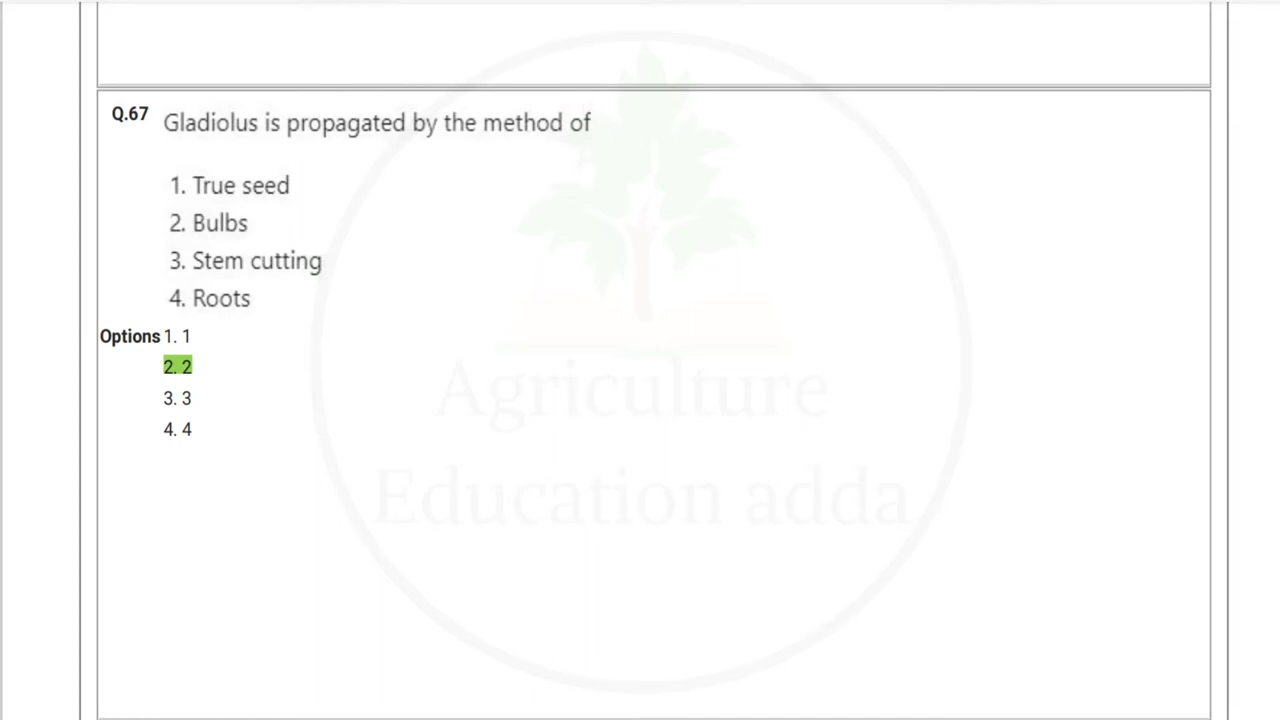 Q.67 Gladiolus is propagated by the method of
1. True seed
2. Bulbs
3. Stem cutting
4. Roots
Options 1. 1
2. 2
3. 3
4. 4
Agriculture
Education adda